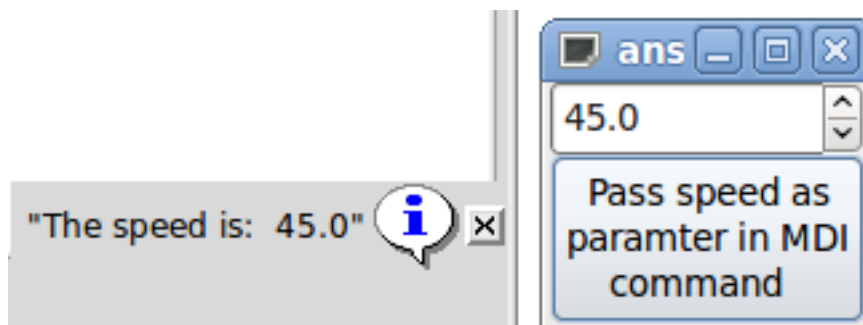 "The speed is:  45.0"
ans
45.0
Pass speed as
paramter in MDI
command